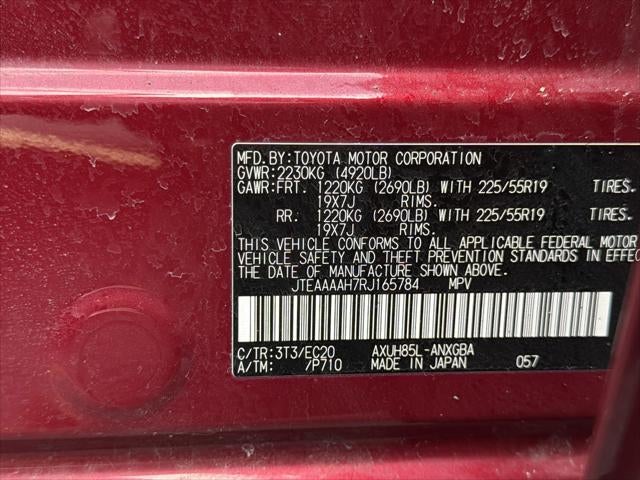 MFD.BY:TOYOTA MOTOR CORPORATION
GVWR:2230KG (4920LB)
GAWR:FRT. 1220KG (2690LB) WITH 225/55R19 TIRES.
19X7J RIMS.
RR. 1220KG (2690LB) WITH 225/55R19 TIRES.
19X7J RIMS.
THIS VEHICLE CONFORMS TO ALL APPLICABLE FEDERAL MOTOR
VEHICLE SAFETY AND THEFT PREVENTION STANDARDS IN EFFEC
DATE OF MANUFACTURE SHOWN ABOVE.
JTEAAAAH7RJ165784 MPV
C/TR:3T3/EC20 AXUH85L-ANXGBA
A/TM: /P710 MADE IN JAPAN 057